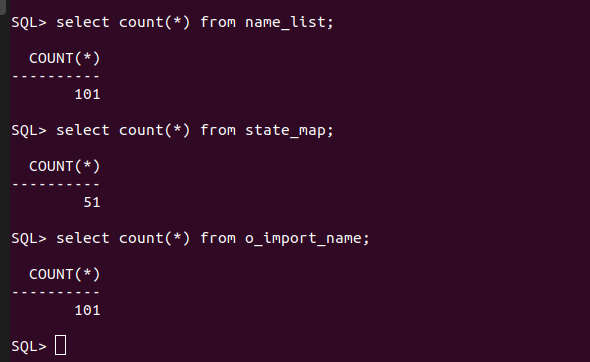 SQL> select count(*) from name_list;
COUNT(*)
----------
101
SQL> select count(*) from state_map;
COUNT(*)
----------
51
SQL> select count(*) from o_import_name;
COUNT(*)
----------
101
SQL>